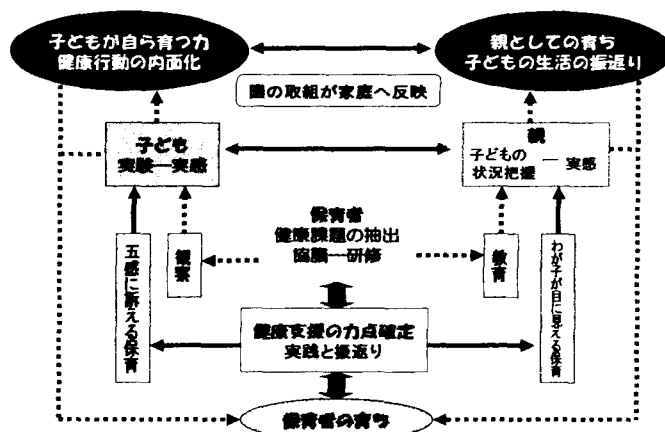 子どもが自ら育つ力
健康行動の内面化
親としての育ち
子どもの生活の振返り
園の取組が家庭へ反映
子ども
実験―実感
親
子どもの
状況把握 ― 実感
保育者
健康課題の抽出
協議―研修
五感に訴える保育
観察
教育
わが子が目に見える保育
健康支援の力点確定
実践と振返り
保育者の育ち